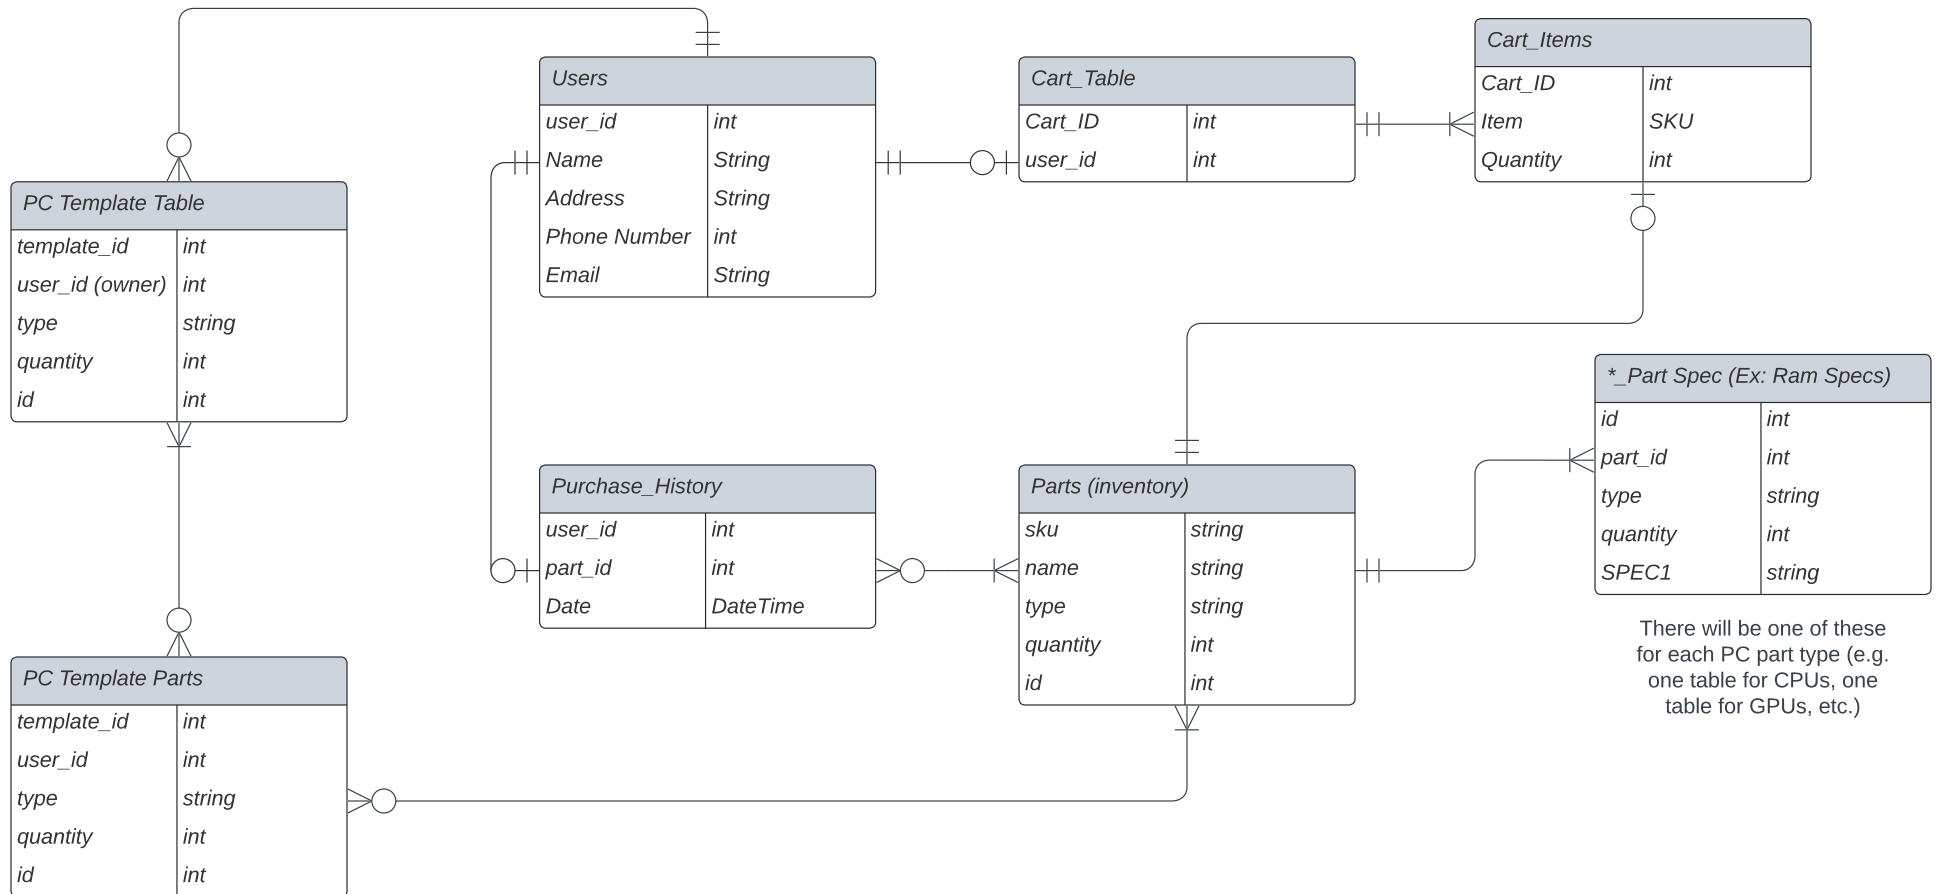 Users
user_id int
Name String
Address String
Phone Number int
Email String
Cart_Table
Cart_ID int
user_id int
Cart_Items
Cart_ID int
Item SKU
Quantity int
PC Template Table
template_id int
user_id (owner) int
type string
quantity int
id int
Purchase_History
user_id int
part_id int
Date DateTime
Parts (inventory)
sku string
name string
type string
quantity int
id int
*_Part Spec (Ex: Ram Specs)
id int
part_id int
type string
quantity int
SPEC1 string
There will be one of these
for each PC part type (e.g.
one table for CPUs, one
table for GPUs, etc.)
PC Template Parts
template_id int
user_id int
type string
quantity int
id int